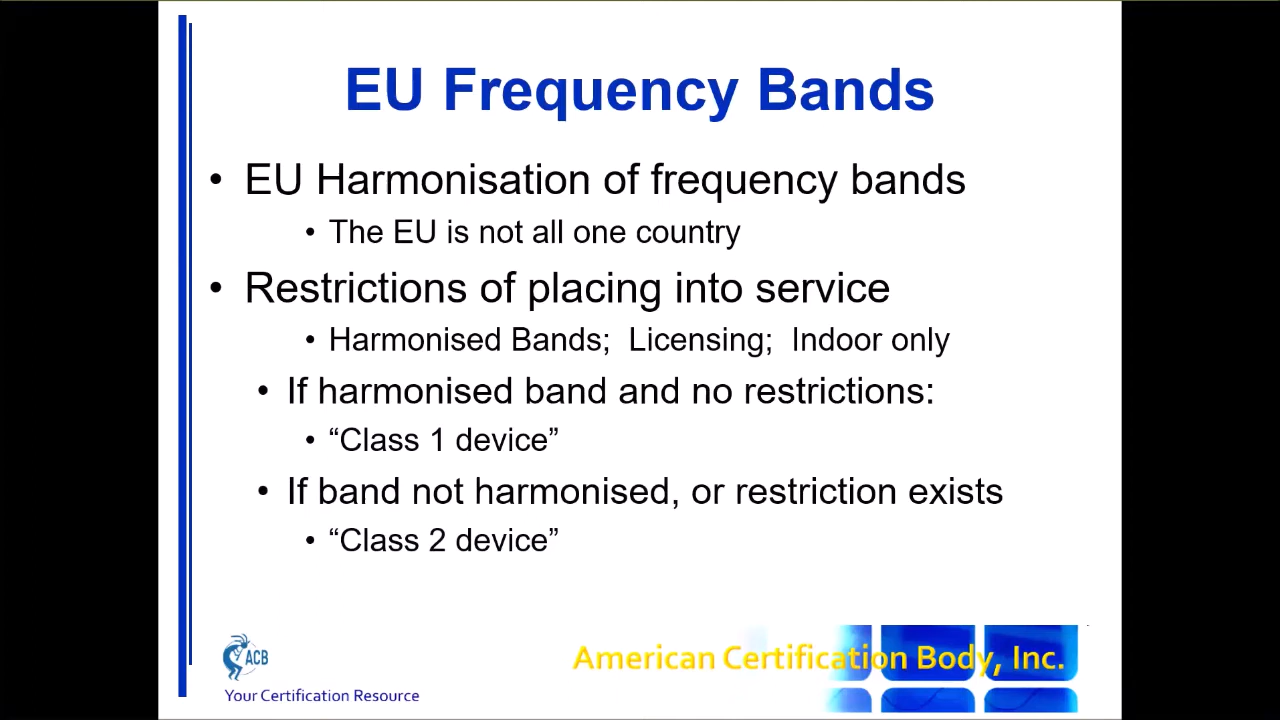 EU Frequency Bands
• EU Harmonisation of frequency bands
• The EU is not all one country
• Restrictions of placing into service
• Harmonised Bands; Licensing; Indoor only
• If harmonised band and no restrictions:
• “Class 1 device”
• If band not harmonised, or restriction exists
• “Class 2 device”
ACB
American Certification Body, Inc.
Your Certification Resource